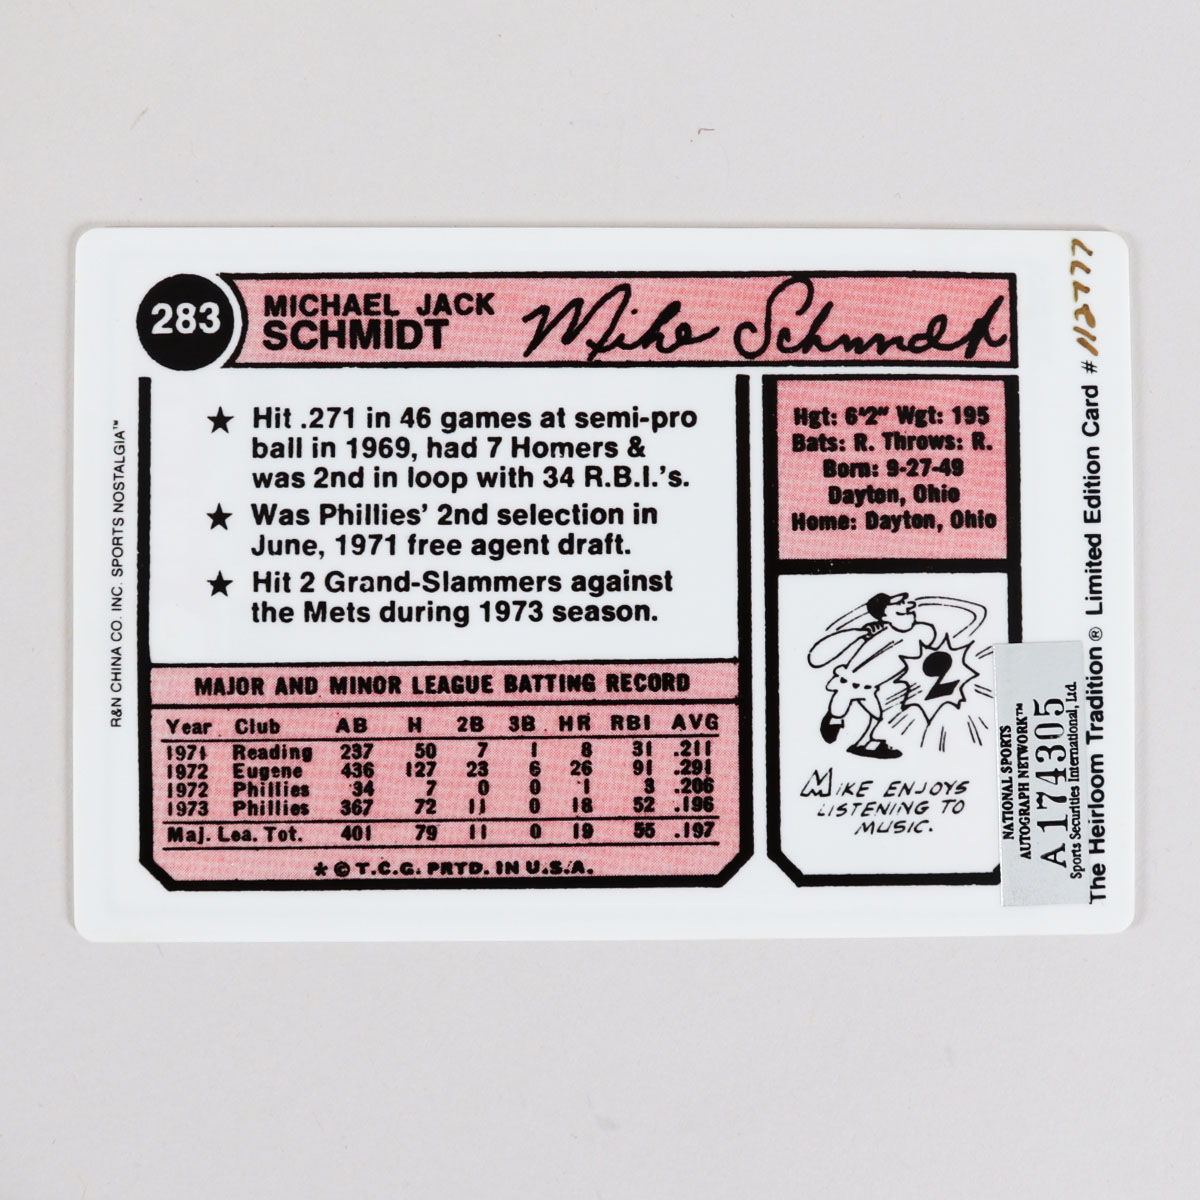 283
MICHAEL JACK
SCHMIDT
Mike Schmidt
★ Hit .271 in 46 games at semi-pro
ball in 1969, had 7 Homers &
was 2nd in loop with 34 R.B.I.'s.
★ Was Phillies' 2nd selection in
June, 1971 free agent draft.
★ Hit 2 Grand-Slammers against
the Mets during 1973 season.
MAJOR AND MINOR LEAGUE BATTING RECORD
Year Club AB H 2B 3B HR RBI AVG
1971 Reading 237 50 7 1 8 31 .211
1972 Eugene 436 127 23 6 26 91 .291
1972 Phillies 34 7 0 0 1 3 .206
1973 Phillies 367 72 11 0 18 52 .196
Maj. Lea. Tot. 401 79 11 0 19 55 .197
* © T.C.G. PRTD. IN U.S.A.
Hgt: 6'2" Wgt: 195
Bats: R. Throws: R.
Born: 9-27-49
Dayton, Ohio
Home: Dayton, Ohio
2
MIKE ENJOYS
LISTENING TO
MUSIC.
R&N CHINA CO. INC. SPORTS NOSTALGIA™
NATIONAL SPORTS
AUTOGRAPH NETWORK™
A174305
Sports Securities International, Ltd.
The Heirloom Tradition® Limited Edition Card #